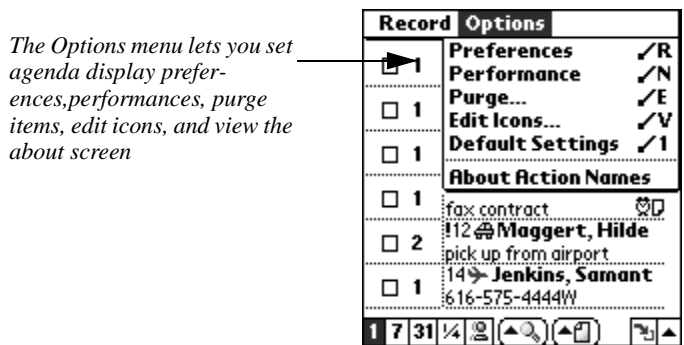 The Options menu lets you set
agenda display prefer-
ences,performances, purge
items, edit icons, and view the
about screen
Record Options
Preferences /R
Performance /N
Purge... /E
Edit Icons... /V
Default Settings /1
About Action Names
1
1
1
1
fax contract
2
!12 Maggert, Hilde
pick up from airport
1
14 Jenkins, Samant
616-575-4444W
1 7 31 1/4